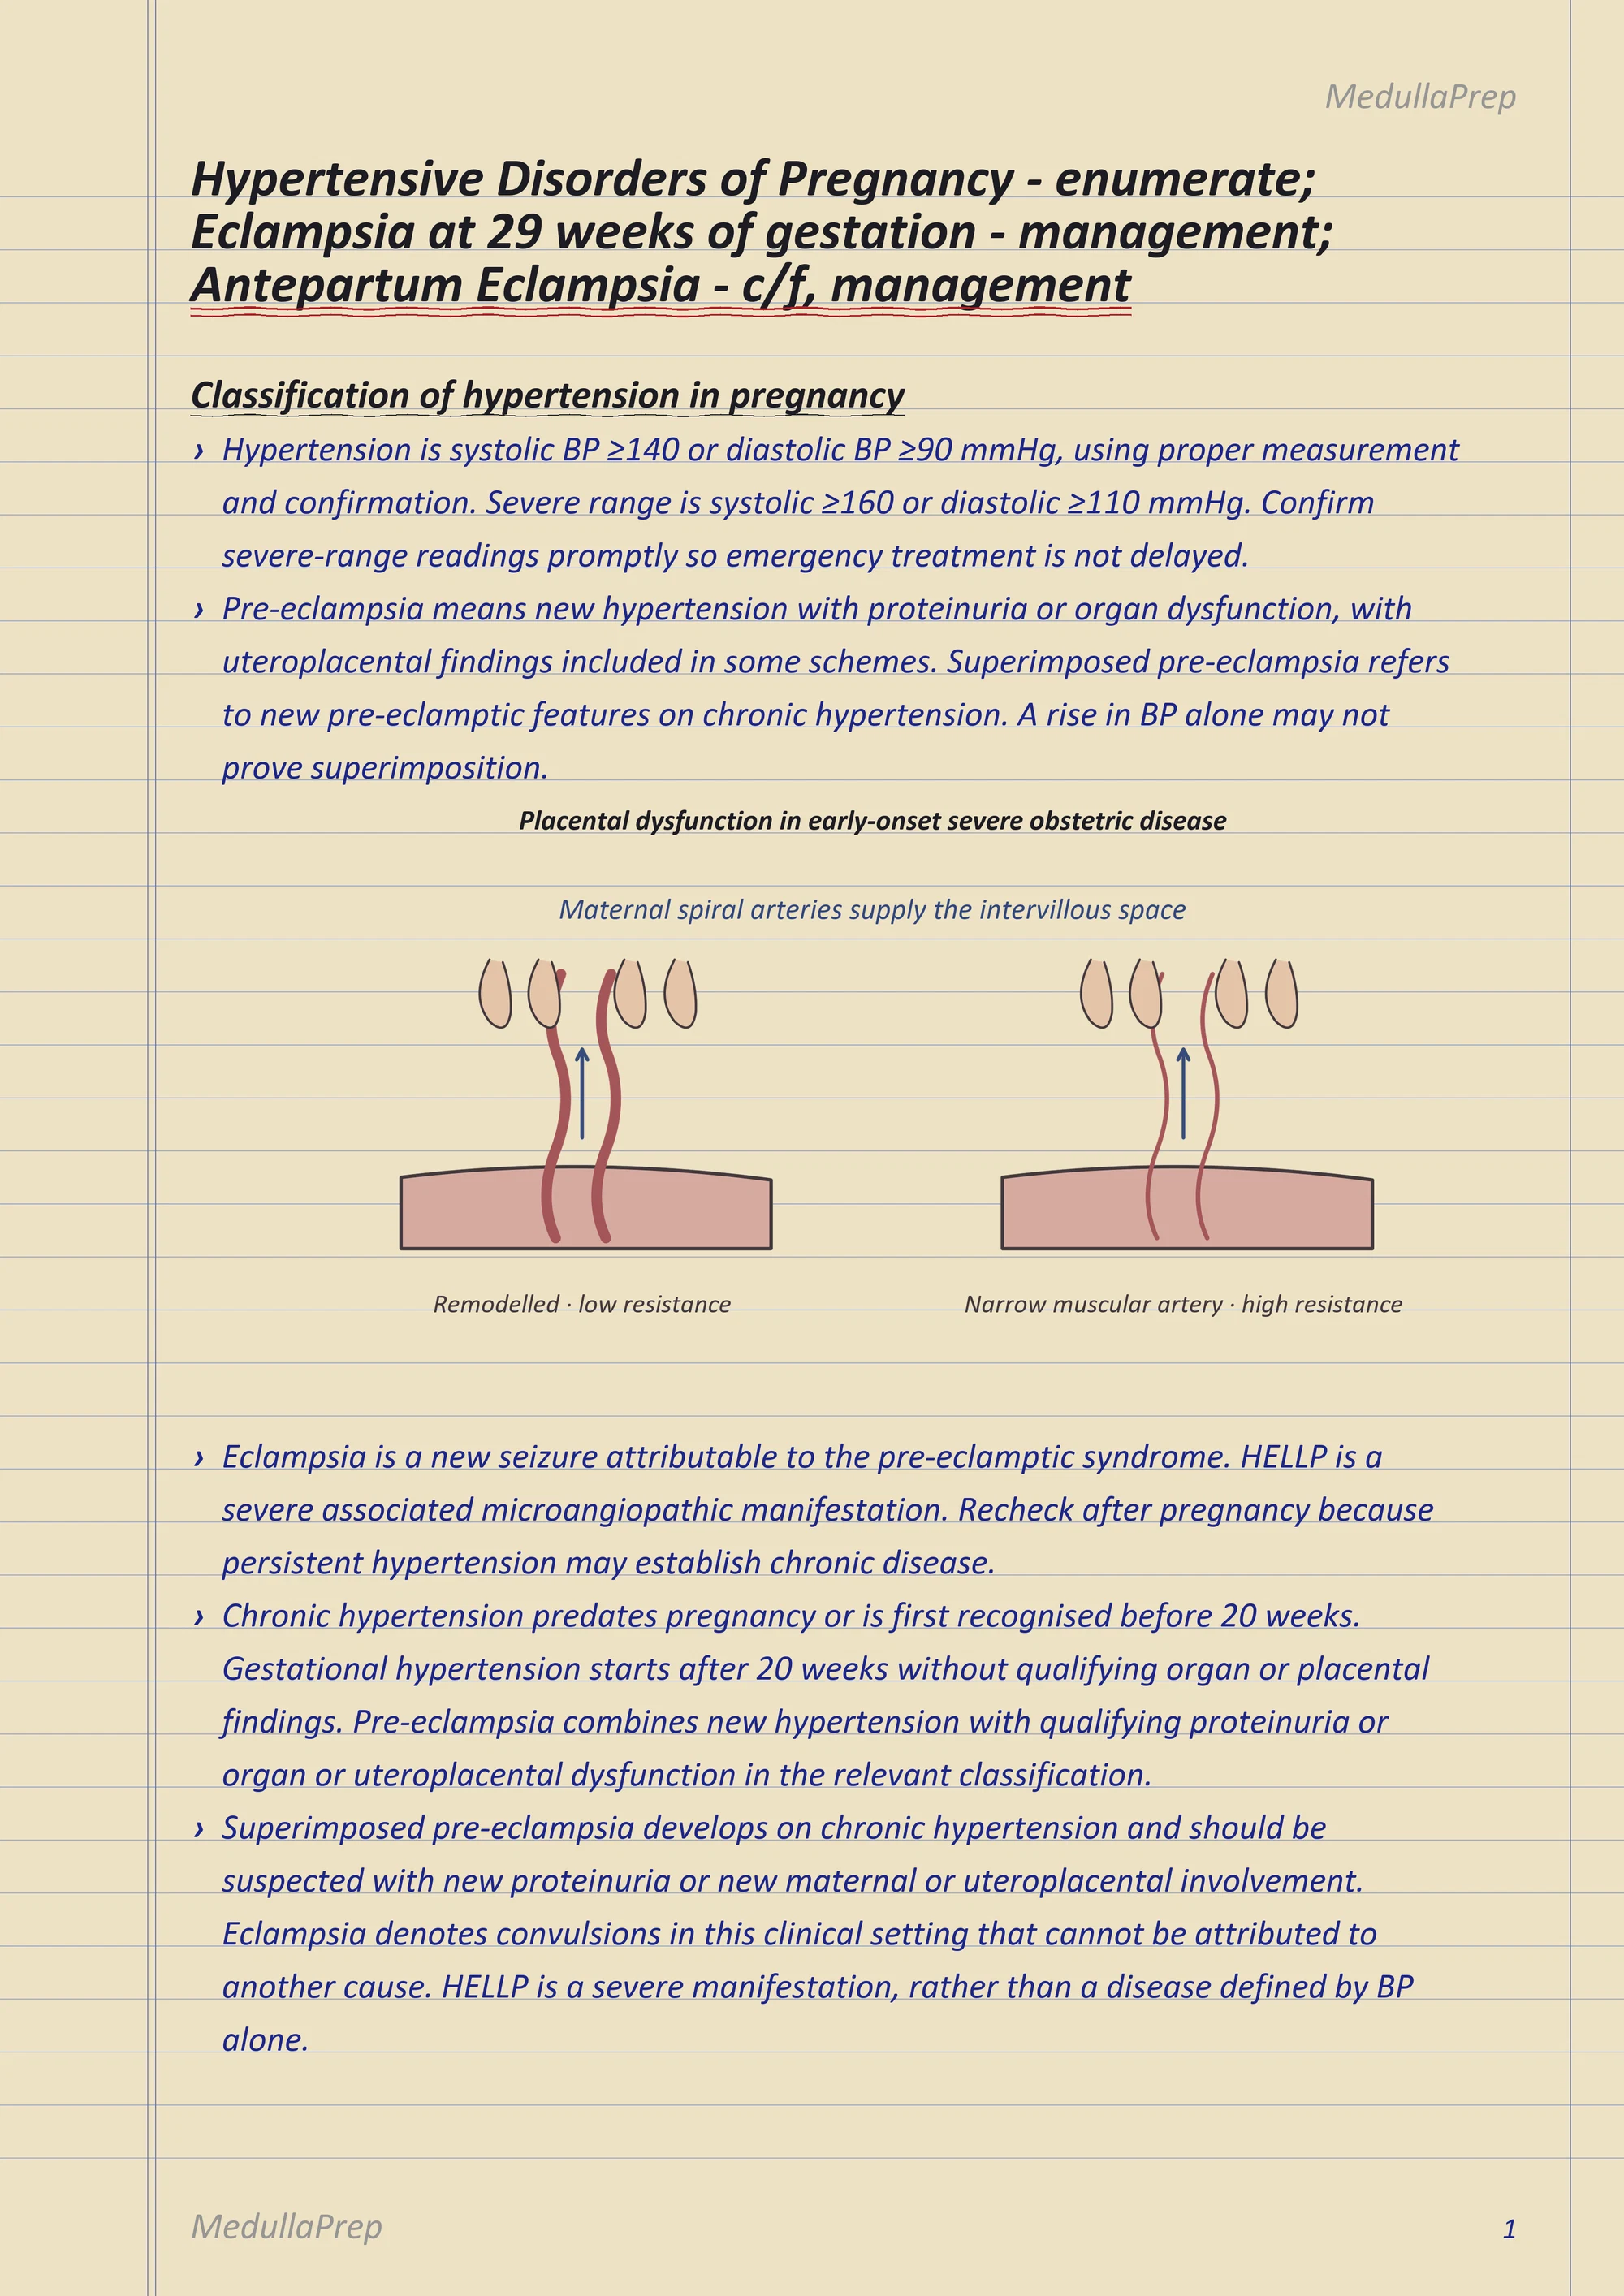 MedullaPrep
Hypertensive Disorders of Pregnancy - enumerate;
Eclampsia at 29 weeks of gestation - management;
Antepartum Eclampsia - c/f, management
Classification of hypertension in pregnancy
› Hypertension is systolic BP ≥140 or diastolic BP ≥90 mmHg, using proper measurement
and confirmation. Severe range is systolic ≥160 or diastolic ≥110 mmHg. Confirm
severe-range readings promptly so emergency treatment is not delayed.
› Pre-eclampsia means new hypertension with proteinuria or organ dysfunction, with
uteroplacental findings included in some schemes. Superimposed pre-eclampsia refers
to new pre-eclamptic features on chronic hypertension. A rise in BP alone may not
prove superimposition.
Placental dysfunction in early-onset severe obstetric disease
Maternal spiral arteries supply the intervillous space
Remodelled · low resistance
Narrow muscular artery · high resistance
› Eclampsia is a new seizure attributable to the pre-eclamptic syndrome. HELLP is a
severe associated microangiopathic manifestation. Recheck after pregnancy because
persistent hypertension may establish chronic disease.
› Chronic hypertension predates pregnancy or is first recognised before 20 weeks.
Gestational hypertension starts after 20 weeks without qualifying organ or placental
findings. Pre-eclampsia combines new hypertension with qualifying proteinuria or
organ or uteroplacental dysfunction in the relevant classification.
› Superimposed pre-eclampsia develops on chronic hypertension and should be
suspected with new proteinuria or new maternal or uteroplacental involvement.
Eclampsia denotes convulsions in this clinical setting that cannot be attributed to
another cause. HELLP is a severe manifestation, rather than a disease defined by BP
alone.
MedullaPrep
1